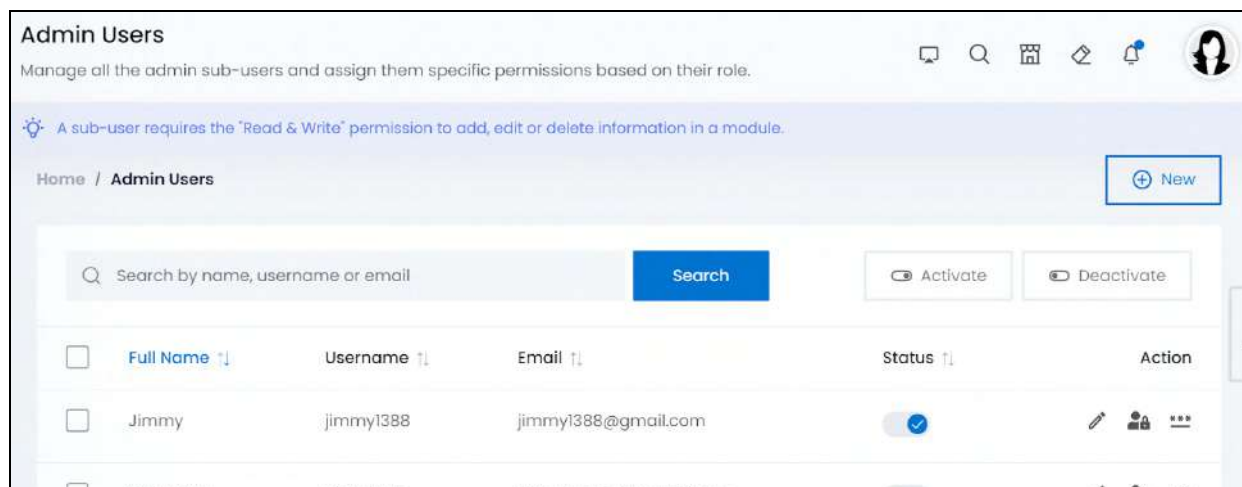 Admin Users
Manage all the admin sub-users and assign them specific permissions based on their role.
A sub-user requires the "Read & Write" permission to add, edit or delete information in a module.
Home / Admin Users
New
Search by name, username or email
Search
Activate
Deactivate
Full Name Username Email Status Action
Jimmy jimmy1388 jimmy1388@gmail.com